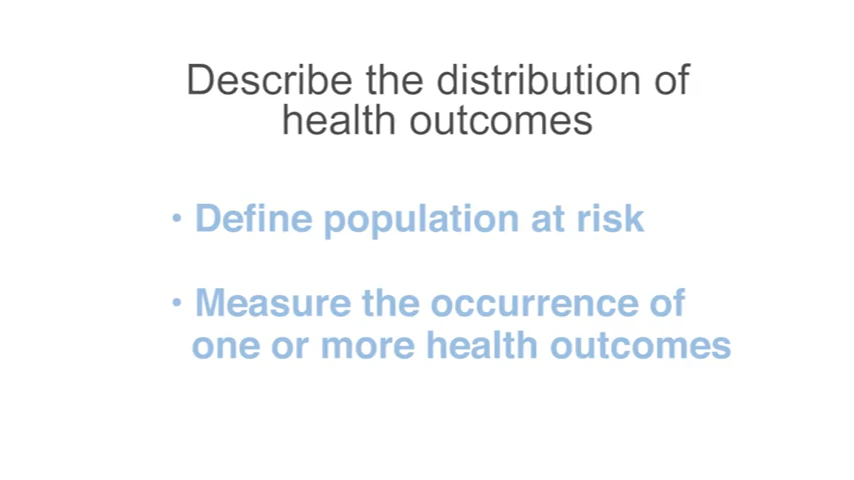 Describe the distribution of
health outcomes
• Define population at risk
• Measure the occurrence of
one or more health outcomes